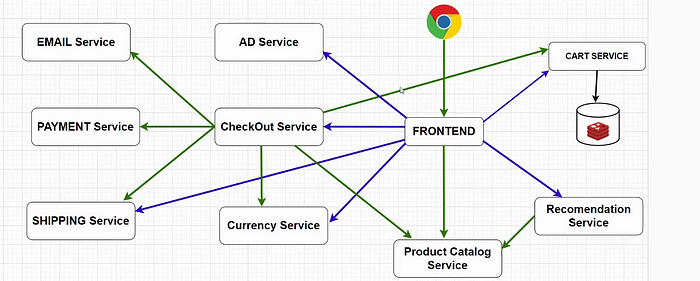 EMAIL Service
AD Service
CART SERVICE
PAYMENT Service
CheckOut Service
FRONTEND
SHIPPING Service
Currency Service
Recomendation
Service
Product Catalog
Service